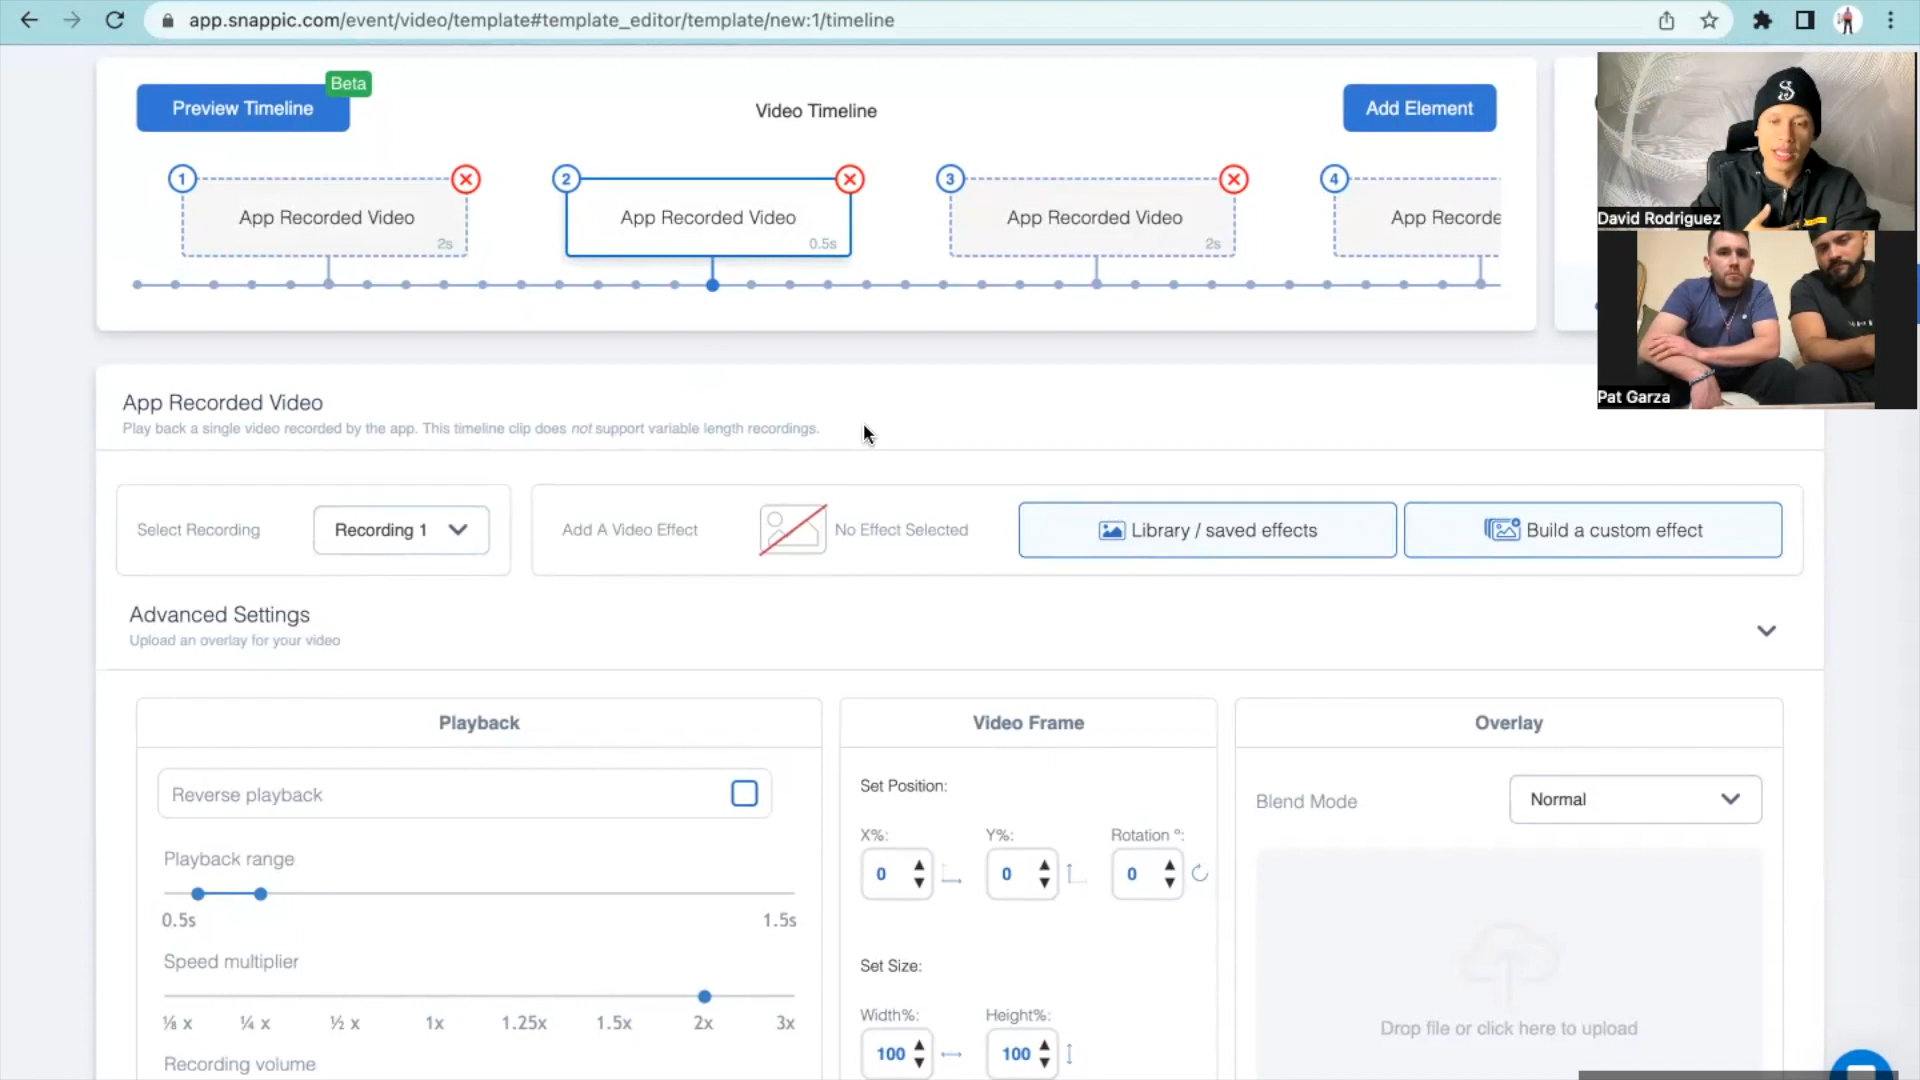 app.snappic.com/event/video/template#template_editor/template/new:1/timeline
Beta
Preview Timeline
Video Timeline
Add Element
1
2
3
4
App Recorded Video
2s
App Recorded Video
0.5s
App Recorded Video
2s
App Recorde
S
David Rodriguez
Pat Garza
App Recorded Video
Play back a single video recorded by the app. This timeline clip does not support variable length recordings.
Select Recording
Recording 1
Add A Video Effect
No Effect Selected
Library / saved effects
Build a custom effect
Advanced Settings
Upload an overlay for your video
Playback
Video Frame
Overlay
Reverse playback
Playback range
0.5s
1.5s
Speed multiplier
⅛ x
¼ x
½ x
1x
1.25x
1.5x
2x
3x
Recording volume
Set Position:
X%:
Y%:
Rotation °:
0
0
0
Set Size:
Width%:
Height%:
100
100
Blend Mode
Normal
Drop file or click here to upload